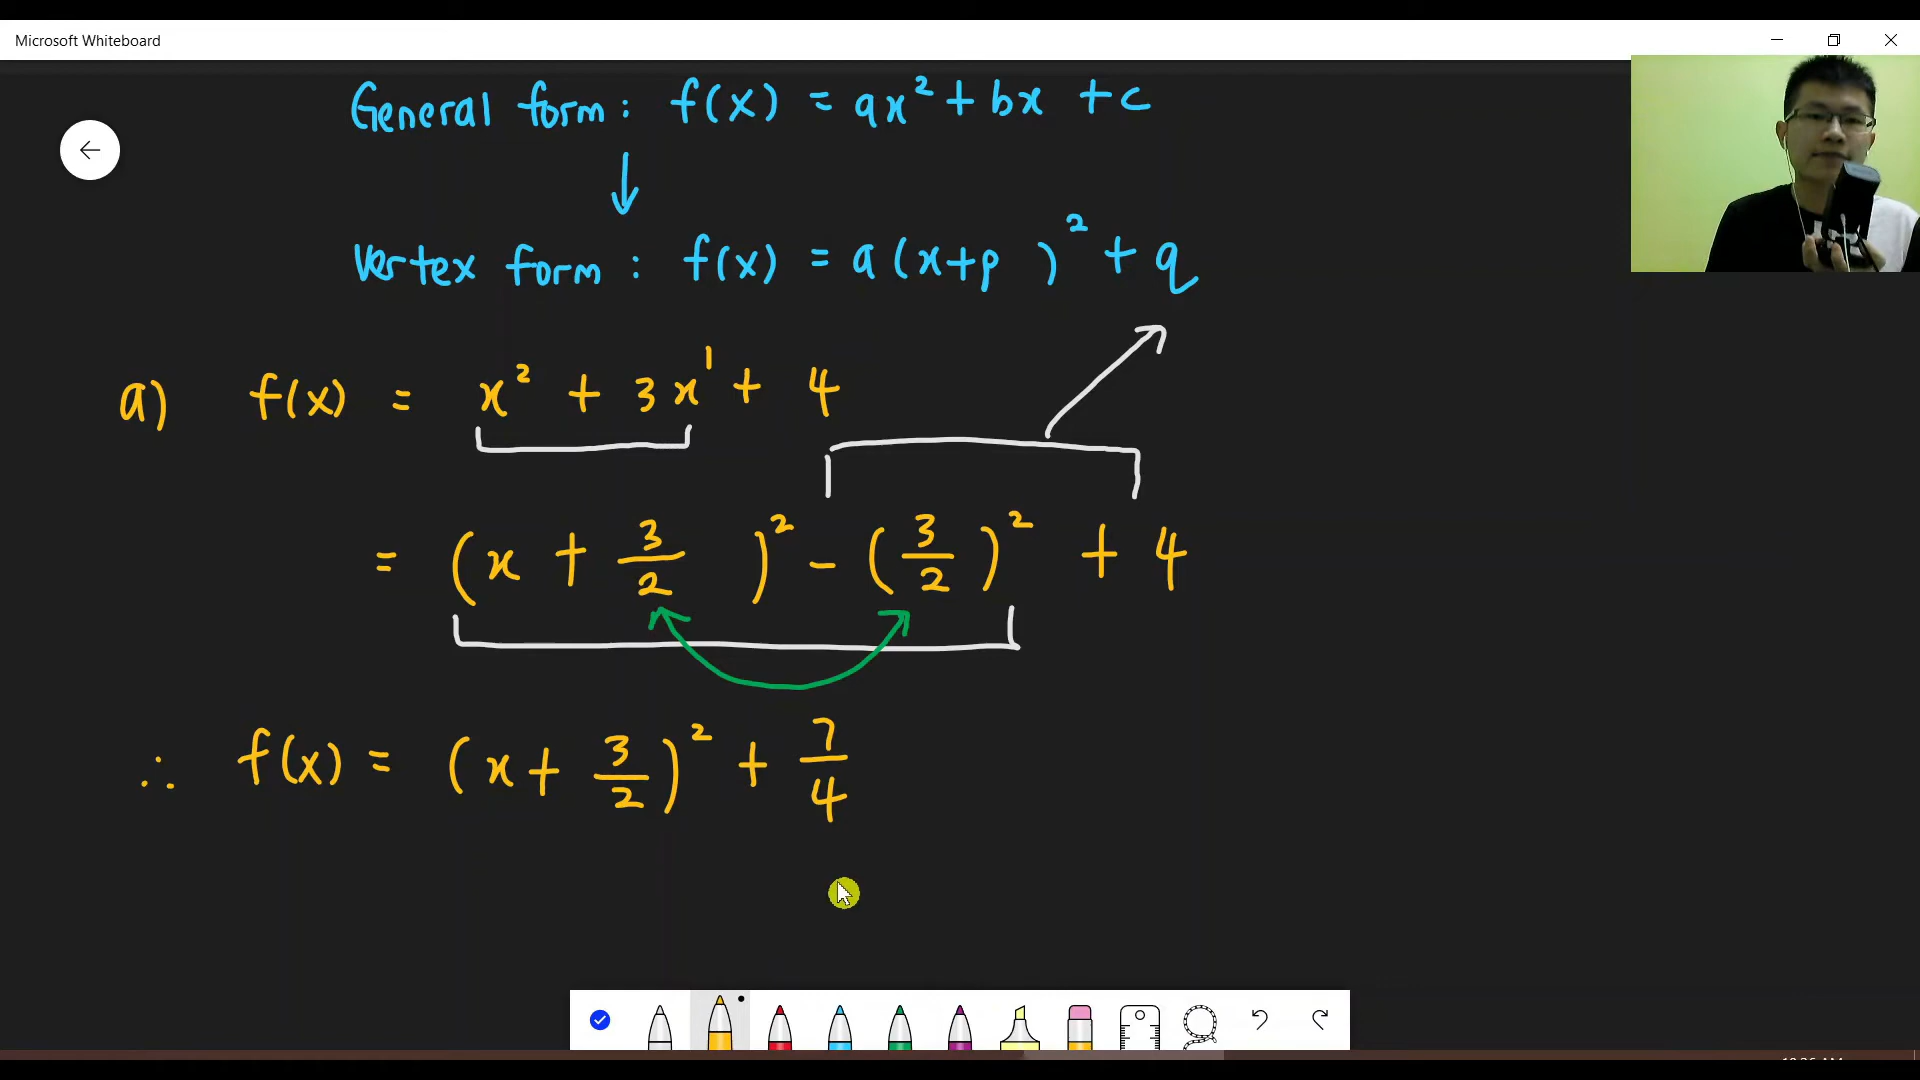 Microsoft Whiteboard
General form : f(x) = ax² + bx + c
↓
Vertex form : f(x) = a(x+p )² + q
a) f(x) = x² + 3x¹ + 4
= (x + 3/2 )² - (3/2)² + 4
∴ f(x) = (x + 3/2)² + 7/4